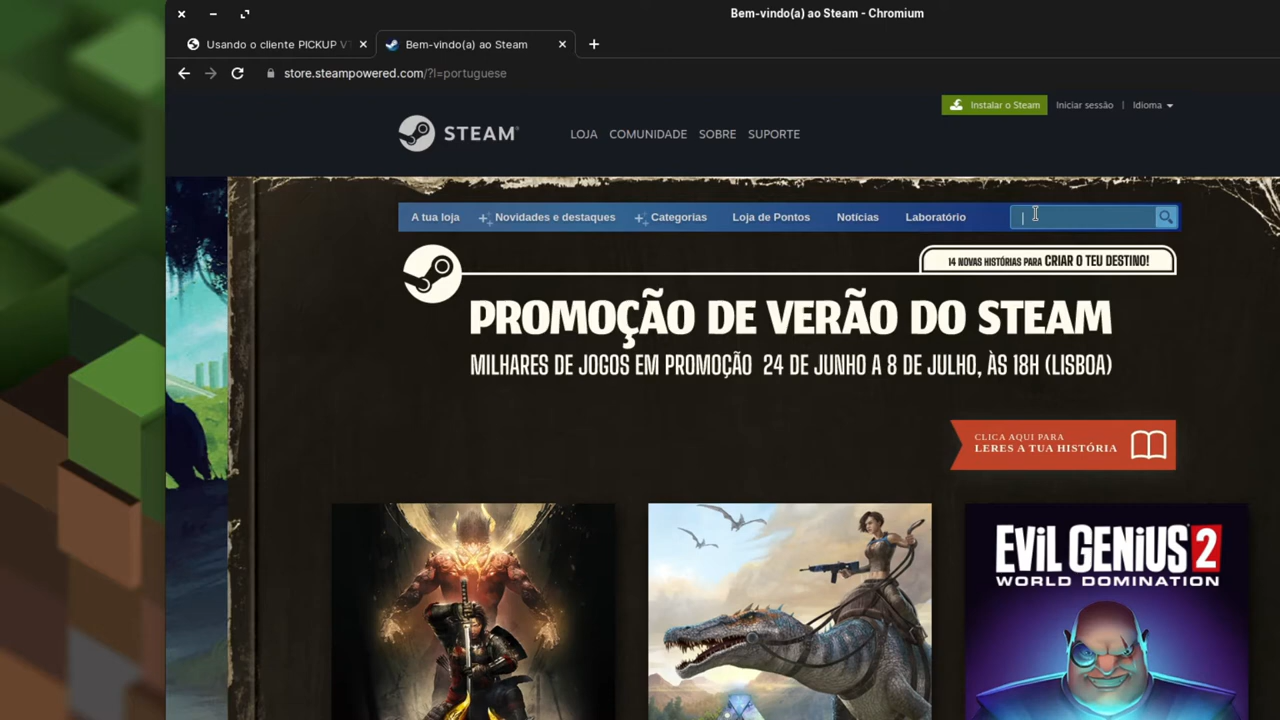 Bem-vindo(a) ao Steam - Chromium
Usando o cliente PICKUP
Bem-vindo(a) ao Steam
store.steampowered.com/?l=portuguese
Instalar o Steam
Iniciar sessão
Idioma
STEAM
LOJA COMUNIDADE SOBRE SUPORTE
A tua loja
Novidades e destaques
Categorias
Loja de Pontos
Notícias
Laboratório
14 NOVAS HISTÓRIAS PARA CRIAR O TEU DESTINO!
PROMOÇÃO DE VERÃO DO STEAM
MILHARES DE JOGOS EM PROMOÇÃO 24 DE JUNHO A 8 DE JULHO, ÀS 18H (LISBOA)
CLICA AQUI PARA
LERES A TUA HISTÓRIA
EVIL GENIUS 2
WORLD DOMINATION